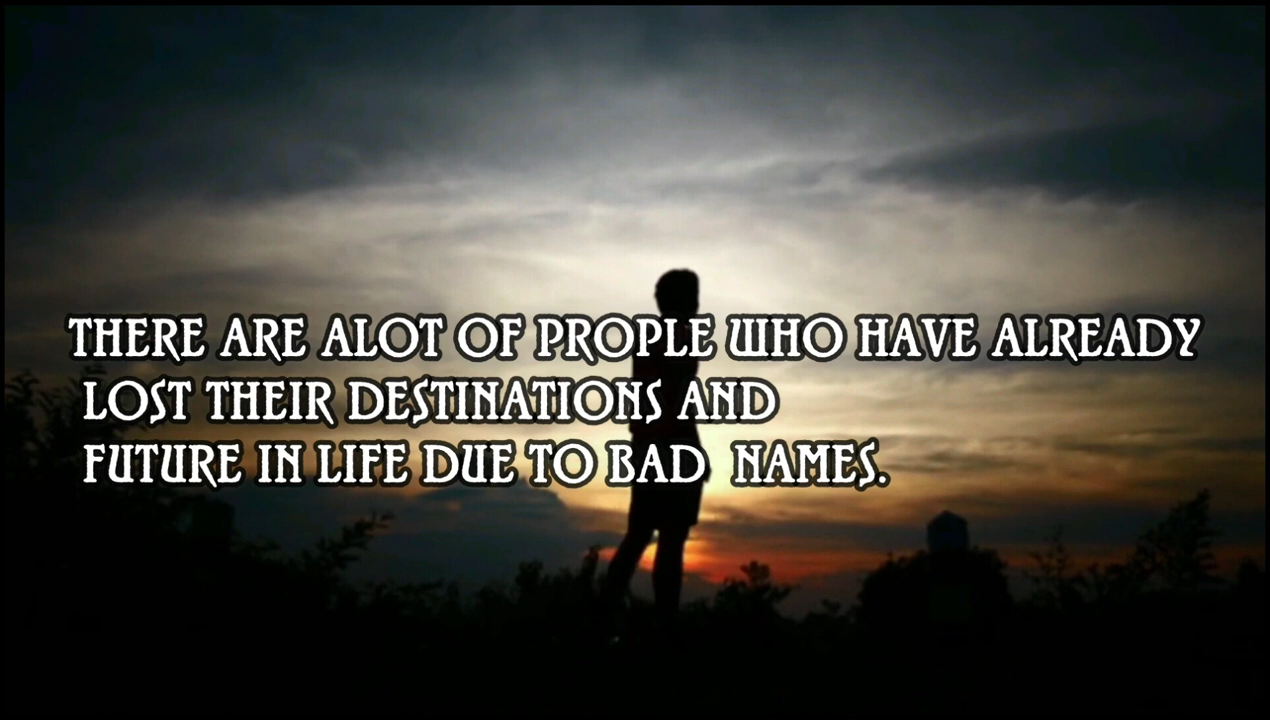 THERE ARE ALOT OF PROPLE WHO HAVE ALREADY
LOST THEIR DESTINATIONS AND
FUTURE IN LIFE DUE TO BAD NAMES.